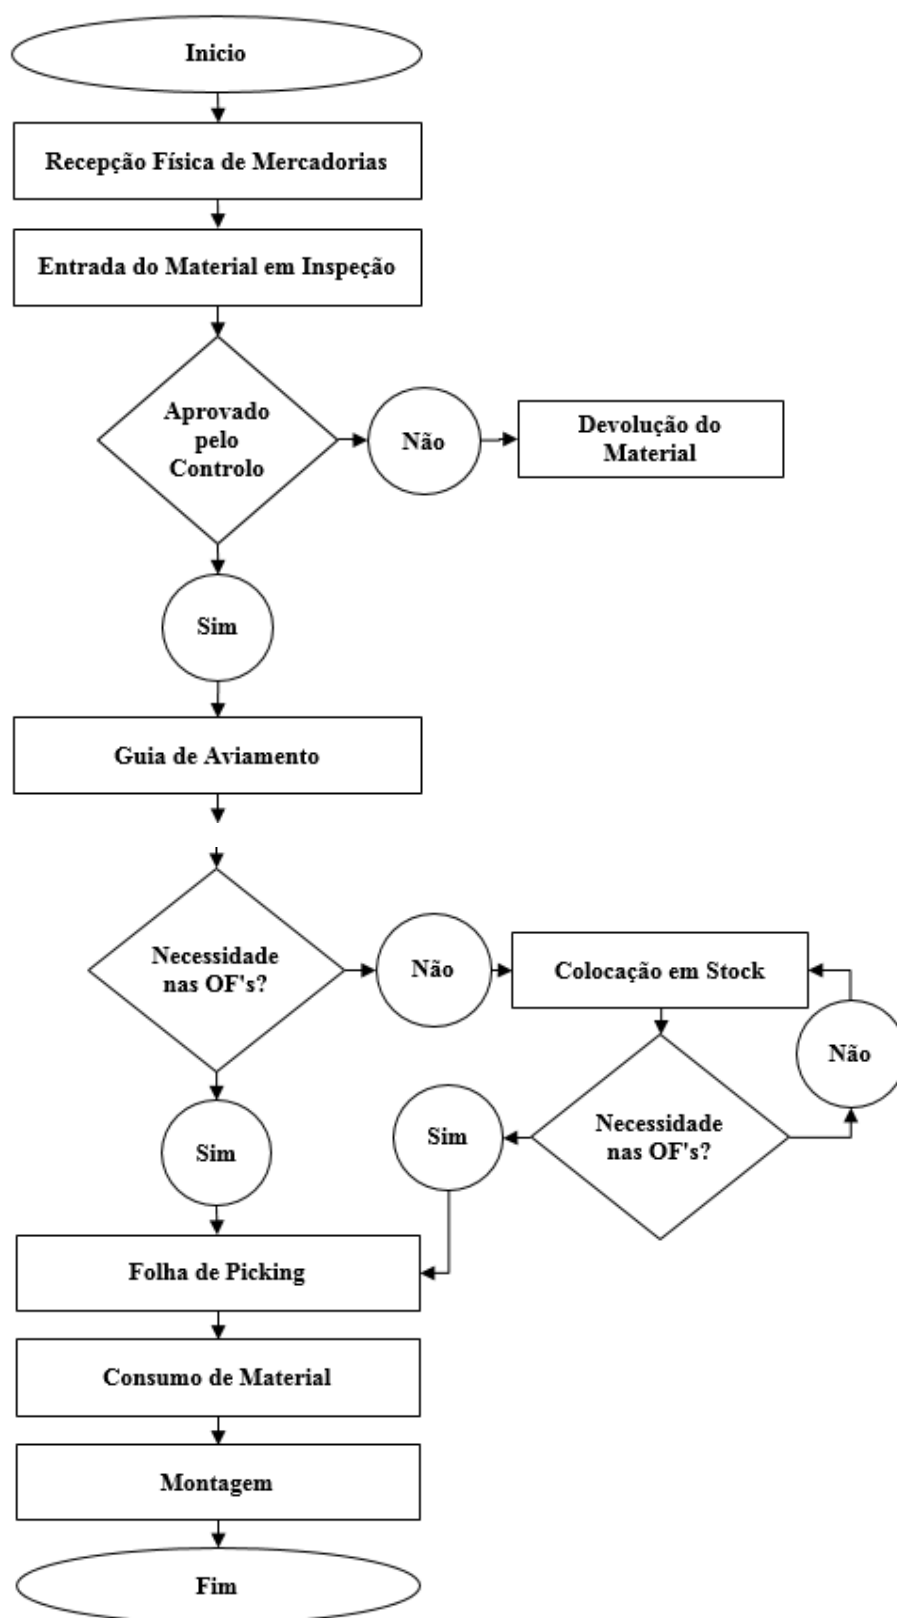 Inicio
Recepção Física de Mercadorias
Entrada do Material em Inspeção
Aprovado
pelo
Controlo
Não
Devolução do
Material
Sim
Guia de Aviamento
Necessidade
nas OF's?
Não
Colocação em Stock
Não
Necessidade
nas OF's?
Sim
Sim
Folha de Picking
Consumo de Material
Montagem
Fim